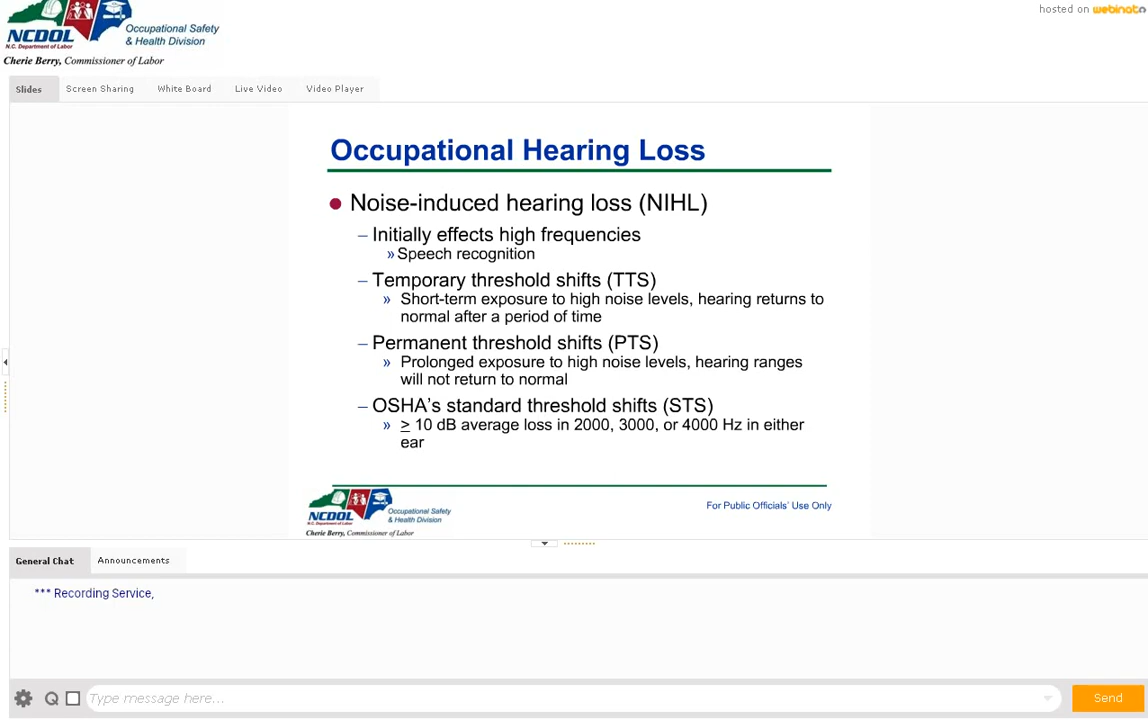 hosted on webinato
NCDOL
N.C. Department of Labor
Occupational Safety
& Health Division
Cherie Berry, Commissioner of Labor
Slides
Screen Sharing
White Board
Live Video
Video Player
Occupational Hearing Loss
Noise-induced hearing loss (NIHL)
– Initially effects high frequencies
» Speech recognition
– Temporary threshold shifts (TTS)
» Short-term exposure to high noise levels, hearing returns to
normal after a period of time
– Permanent threshold shifts (PTS)
» Prolonged exposure to high noise levels, hearing ranges
will not return to normal
– OSHA's standard threshold shifts (STS)
» ≥ 10 dB average loss in 2000, 3000, or 4000 Hz in either
ear
NCDOL
N.C. Department of Labor
Occupational Safety
& Health Division
Cherie Berry, Commissioner of Labor
For Public Officials' Use Only
General Chat
Announcements
*** Recording Service,
Type message here...
Send